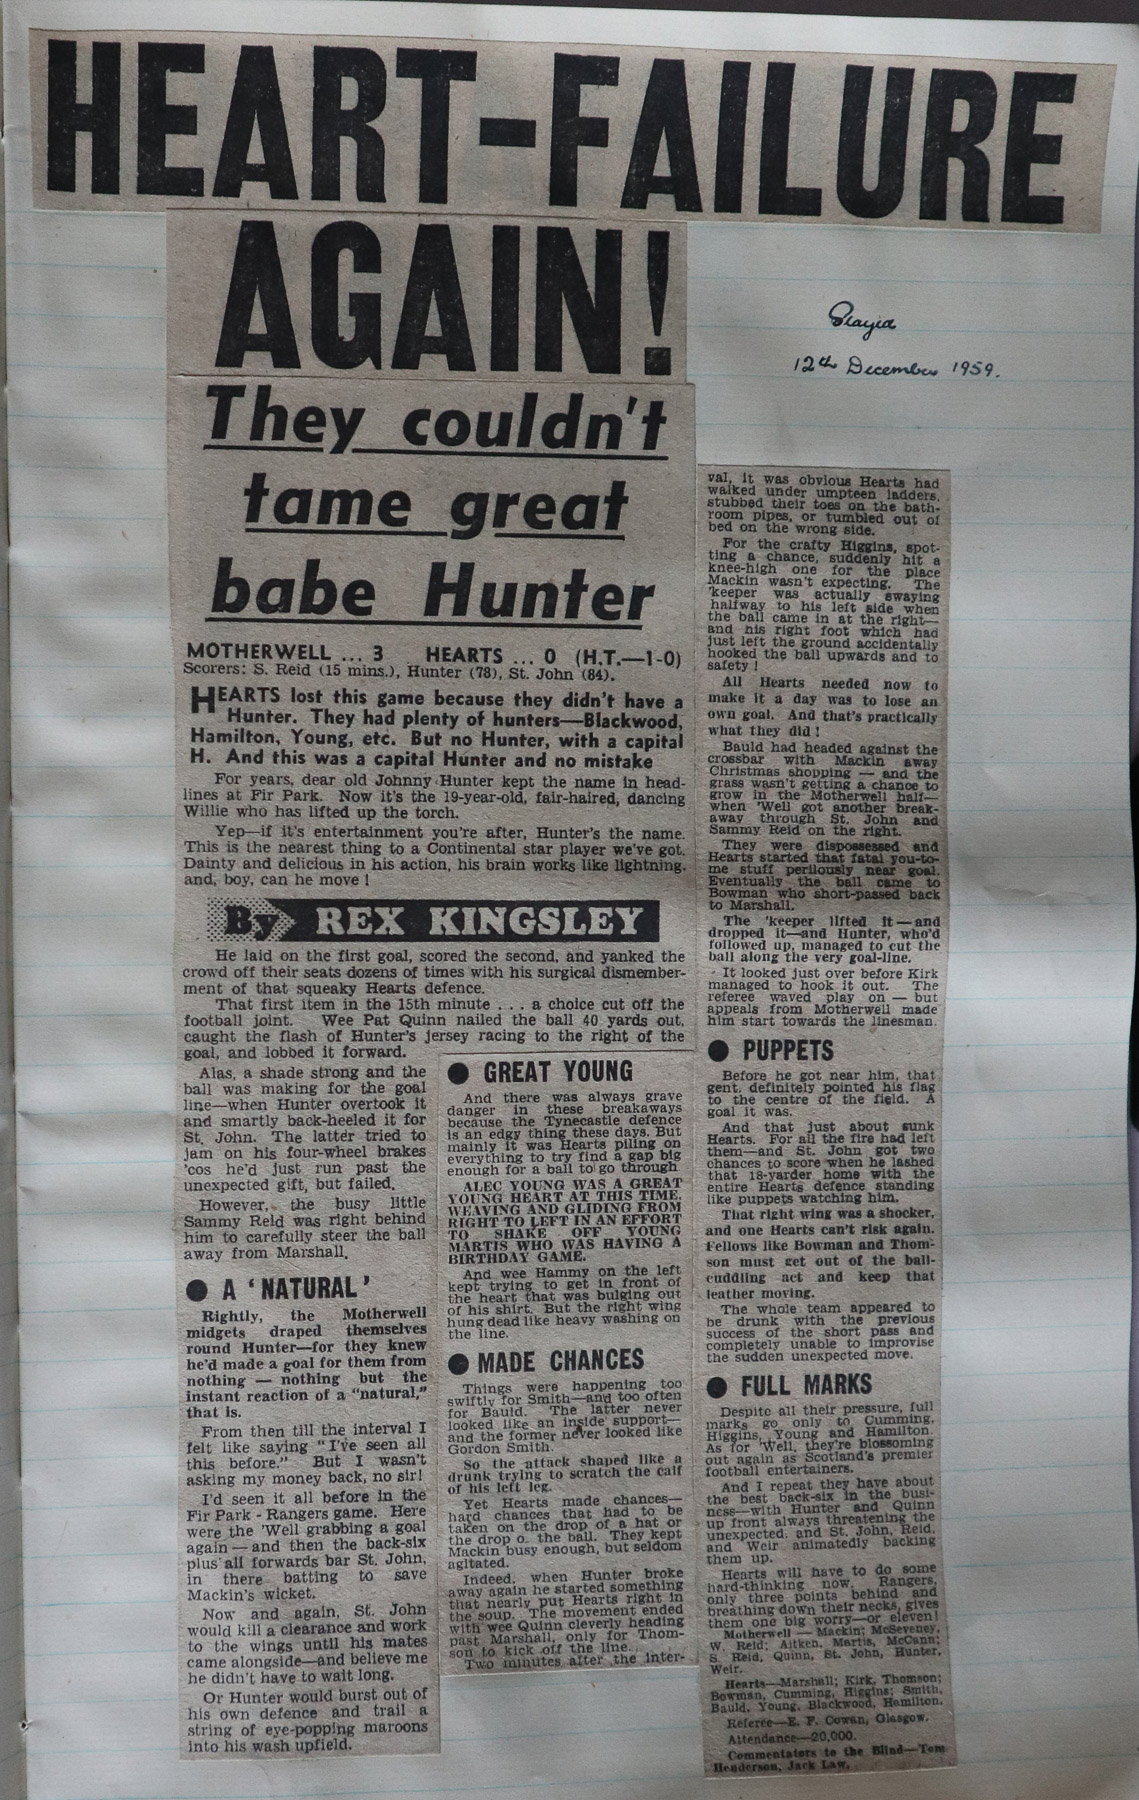 HEART-FAILURE
AGAIN!
They couldn't
tame great
babe Hunter
Played
12th December 1959.
MOTHERWELL ... 3 HEARTS ... 0 (H.T.—1-0)
Scorers: S. Reid (15 mins.), Hunter (78), St. John (84).
HEARTS lost this game because they didn't have a
Hunter. They had plenty of hunters—Blackwood,
Hamilton, Young, etc. But no Hunter, with a capital
H. And this was a capital Hunter and no mistake
For years, dear old Johnny Hunter kept the name in head-
lines at Fir Park. Now it's the 19-year-old, fair-haired, dancing
Willie who has lifted up the torch.
Yep—if it's entertainment you're after, Hunter's the name.
This is the nearest thing to a Continental star player we've got.
Dainty and delicious in his action, his brain works like lightning,
and, boy, can he move!
By REX KINGSLEY
He laid on the first goal, scored the second, and yanked the
crowd off their seats dozens of times with his surgical dismember-
ment of that squeaky Hearts defence.
That first item in the 15th minute . . . a choice cut off the
football joint. Wee Pat Quinn nailed the ball 40 yards out,
caught the flash of Hunter's jersey racing to the right of the
goal, and lobbed it forward.
Alas, a shade strong and the
ball was making for the goal
line—when Hunter overtook it
and smartly back-heeled it for
St. John. The latter tried to
jam on his four-wheel brakes
'cos he'd just run past the
unexpected gift, but failed.
However, the busy little
Sammy Reid was right behind
him to carefully steer the ball
away from Marshall.
● A 'NATURAL'
Rightly, the Motherwell
midgets draped themselves
round Hunter—for they knew
he'd made a goal for them from
nothing — nothing but the
instant reaction of a "natural,"
that is.
From then till the interval I
felt like saying "I've seen all
this before." But I wasn't
asking my money back, no sir!
I'd seen it all before in the
Fir Park - Rangers game. Here
were the 'Well grabbing a goal
again—and then the back-six
plus all forwards bar St. John,
in there batting to save
Mackin's wicket.
Now and again, St. John
would kill a clearance and work
to the wings until his mates
came alongside—and believe me
he didn't have to wait long.
Or Hunter would burst out of
his own defence and trail a
string of eye-popping maroons
into his wash upfield.
● GREAT YOUNG
And there was always grave
danger in these breakaways
because the Tynecastle defence
is an edgy thing these days. But
mainly it was Hearts piling on
everything to try find a gap big
enough for a ball to go through
ALEC YOUNG WAS A GREAT
YOUNG HEART AT THIS TIME,
WEAVING AND GLIDING FROM
RIGHT TO LEFT IN AN EFFORT
TO SHAKE OFF YOUNG
MARTIS WHO WAS HAVING A
BIRTHDAY GAME.
And wee Hammy on the left
kept trying to get in front of
the heart that was bulging out
of his shirt. But the right wing
hung dead like heavy washing on
the line.
● MADE CHANCES
Things were happening too
swiftly for Smith—and too often
for Bauld. The latter never
looked like an inside support—
and the former never looked like
Gordon Smith.
So the attack shaped like a
drunk trying to scratch the calf
of his left leg.
Yet Hearts made chances—
hard chances that had to be
taken on the drop of a hat or
the drop o. the ball. They kept
Mackin busy enough, but seldom
agitated.
Indeed, when Hunter broke
away again he started something
that nearly put Hearts right in
the soup. The movement ended
with wee Quinn cleverly heading
past Marshall, only for Thom-
son to kick off the line.
Two minutes after the inter-
val, it was obvious Hearts had
walked under umpteen ladders,
stubbed their toes on the bath-
room pipes, or tumbled out of
bed on the wrong side.
For the crafty Higgins, spot-
ting a chance, suddenly hit a
knee-high one for the place
Mackin wasn't expecting. The
'keeper was actually swaying
halfway to his left side when
the ball came in at the right—
and his right foot which had
just left the ground accidentally
hooked the ball upwards and to
safety!
All Hearts needed now to
make it a day was to lose an
own goal. And that's practically
what they did!
Bauld had headed against the
crossbar with Mackin away
Christmas shopping — and the
grass wasn't getting a chance to
grow in the Motherwell half—
when 'Well got another break-
away through St. John and
Sammy Reid on the right.
They were dispossessed and
Hearts started that fatal you-to-
me stuff perilously near goal.
Eventually the ball came to
Bowman who short-passed back
to Marshall.
The 'keeper lifted it—and
dropped it—and Hunter, who'd
followed up, managed to cut the
ball along the very goal-line.
It looked just over before Kirk
managed to hook it out. The
referee waved play on — but
appeals from Motherwell made
him start towards the linesman.
● PUPPETS
Before he got near him, that
gent. definitely pointed his flag
to the centre of the field. A
goal it was.
And that just about sunk
Hearts. For all the fire had left
them—and St. John got two
chances to score when he lashed
that 18-yarder home with the
entire Hearts defence standing
like puppets watching him.
That right wing was a shocker,
and one Hearts can't risk again.
Fellows like Bowman and Thom-
son must get out of the ball-
cuddling act and keep that
leather moving.
The whole team appeared to
be drunk with the previous
success of the short pass and
completely unable to improvise
the sudden unexpected move.
● FULL MARKS
Despite all their pressure, full
marks go only to Cumming,
Higgins, Young and Hamilton.
As for 'Well, they're blossoming
out again as Scotland's premier
football entertainers.
And I repeat they have about
the best back-six in the busi-
ness—with Hunter and Quinn
up front always threatening the
unexpected, and St. John, Reid,
and Weir animatedly backing
them up.
Hearts will have to do some
hard-thinking now. Rangers,
only three points behind and
breathing down their necks, gives
them one big worry—or eleven!
Motherwell — Mackin; McSeveney,
W. Reid; Aitken, Martis, McCann;
S. Reid, Quinn, St. John, Hunter,
Weir.
Hearts—Marshall; Kirk, Thomson;
Bowman, Cumming, Higgins; Smith,
Bauld, Young, Blackwood, Hamilton.
Referee—E. F. Cowan, Glasgow.
Attendance—20,000.
Commentators to the Blind—Tom
Henderson, Jack Law.